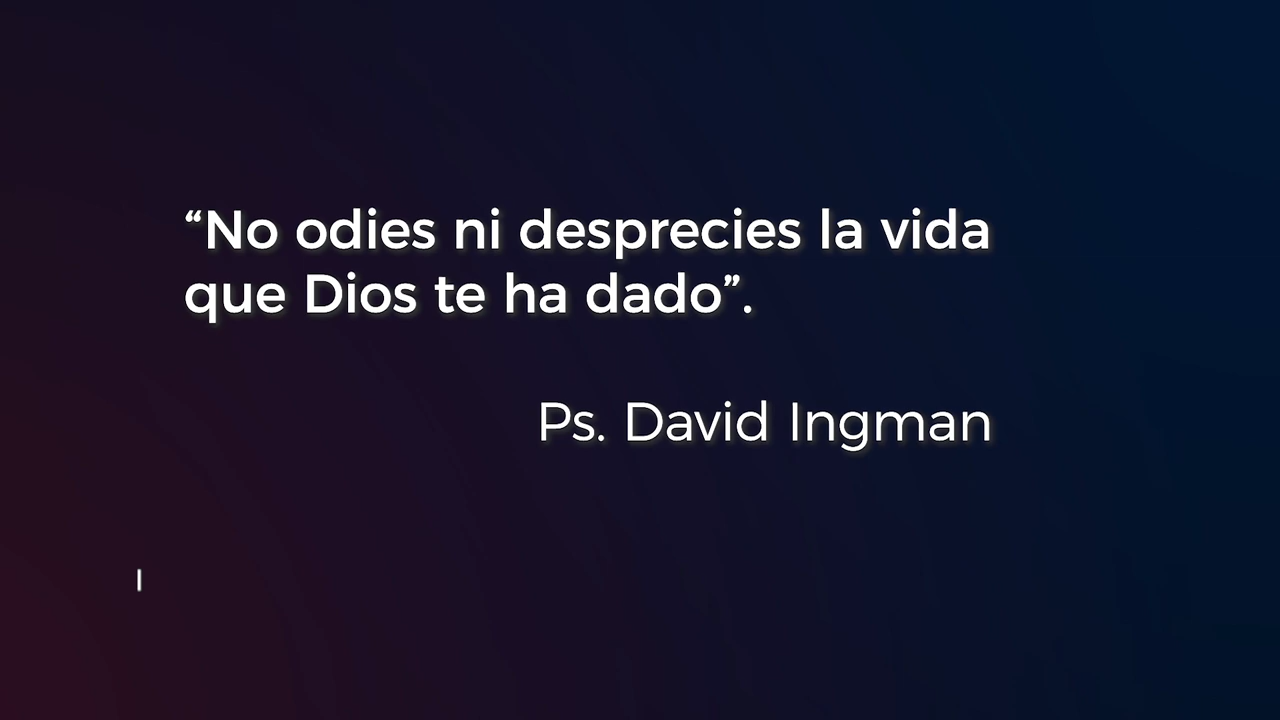 “No odies ni desprecies la vida
que Dios te ha dado”.
Ps. David Ingman